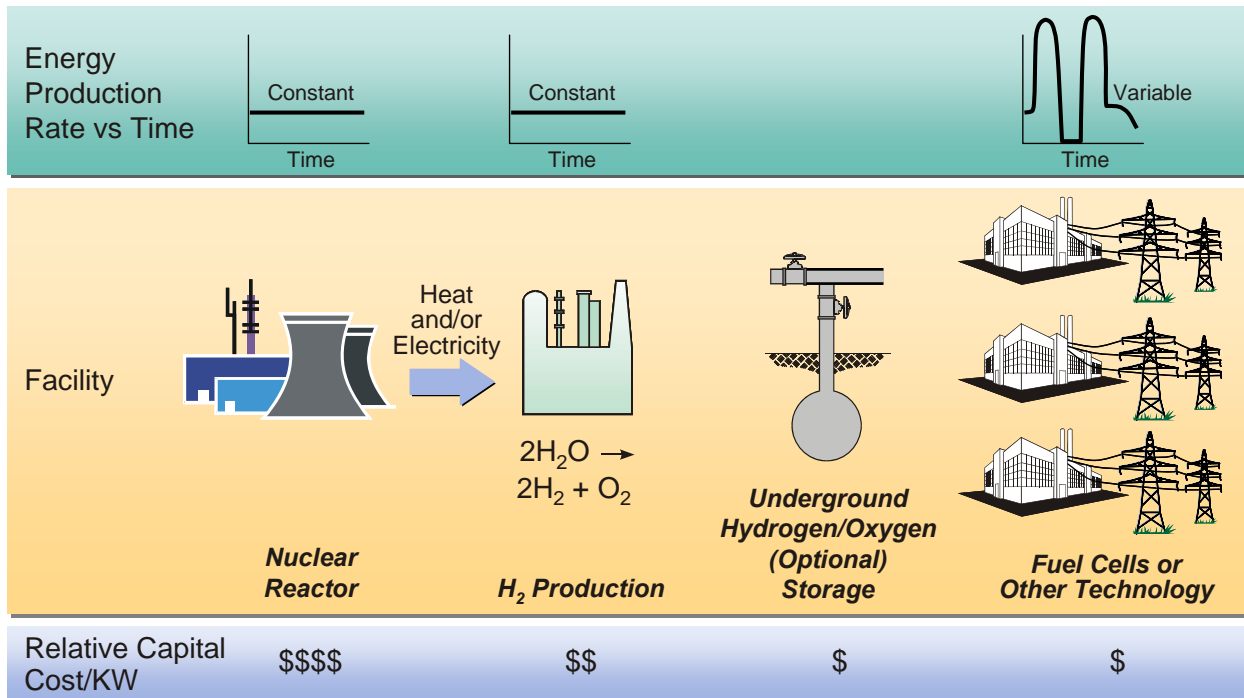 Energy
Production
Rate vs Time
Constant
Time
Constant
Time
Variable
Time
Facility
Heat
and/or
Electricity
2H₂O →
2H₂ + O₂
Nuclear
Reactor
H₂ Production
Underground
Hydrogen/Oxygen
(Optional)
Storage
Fuel Cells or
Other Technology
Relative Capital
Cost/KW
$$$$
$$
$
$